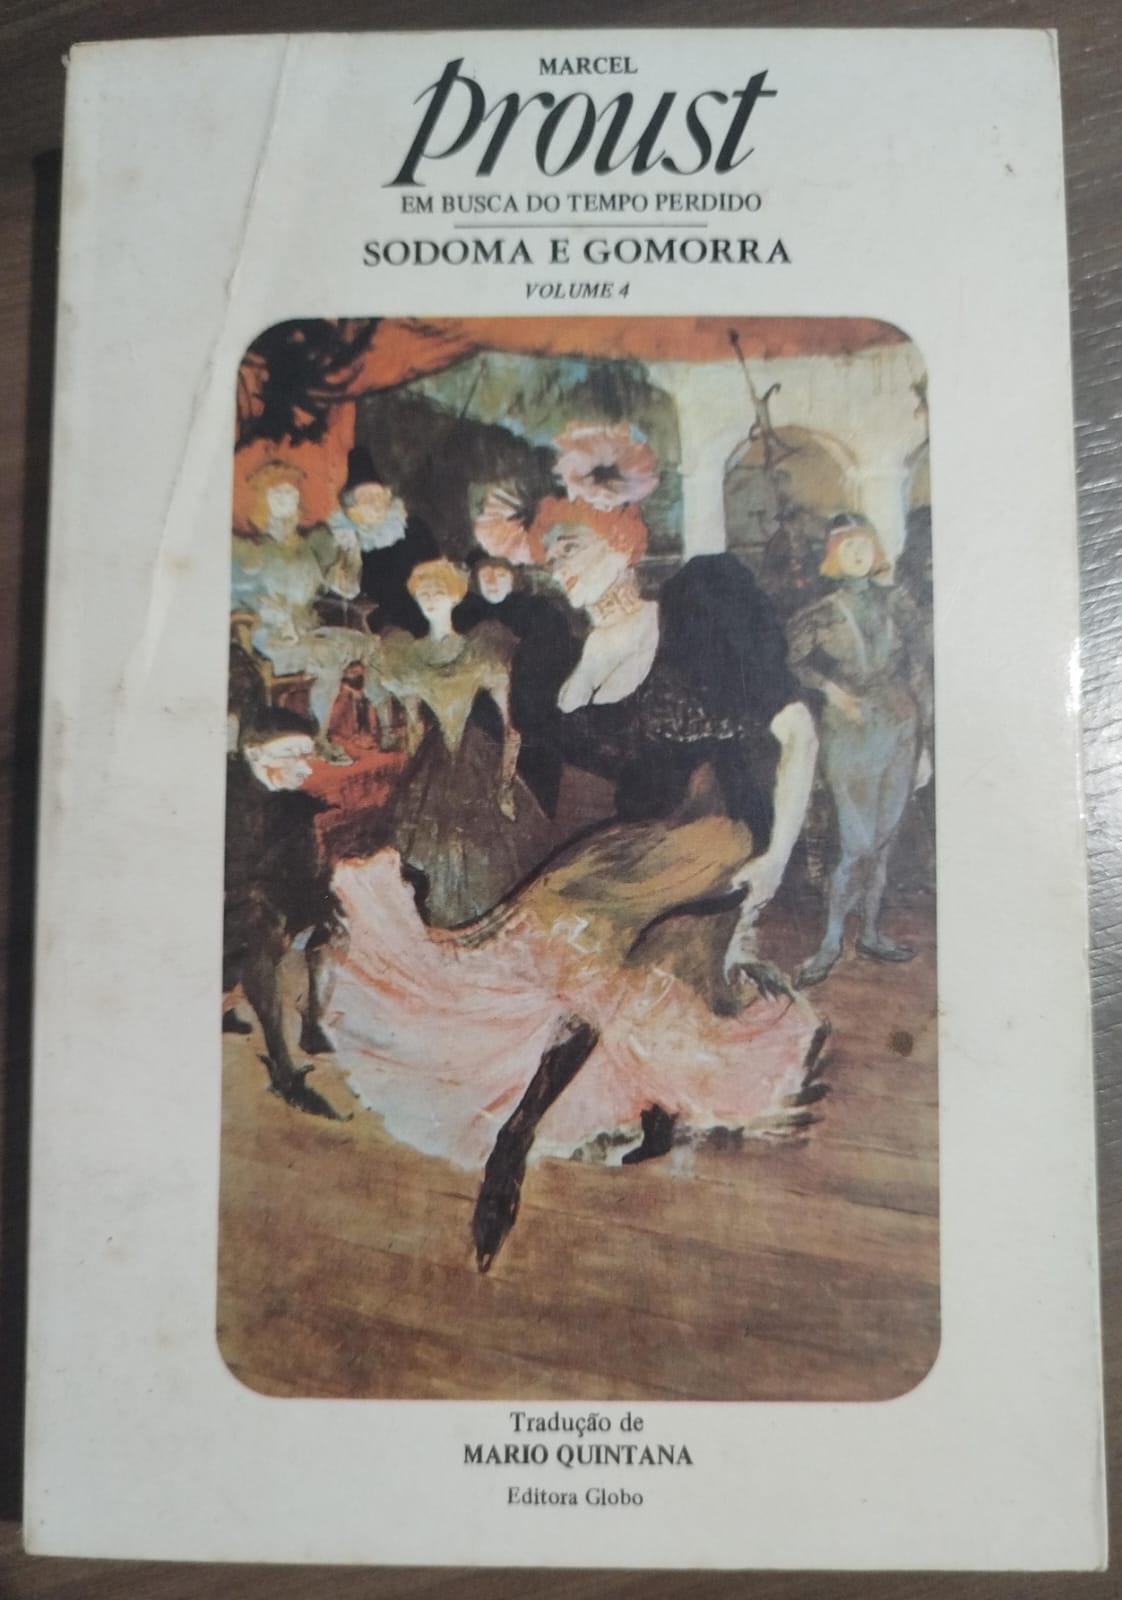 MARCEL
Proust
EM BUSCA DO TEMPO PERDIDO
SODOMA E GOMORRA
VOLUME 4
Tradução de
MARIO QUINTANA
Editora Globo